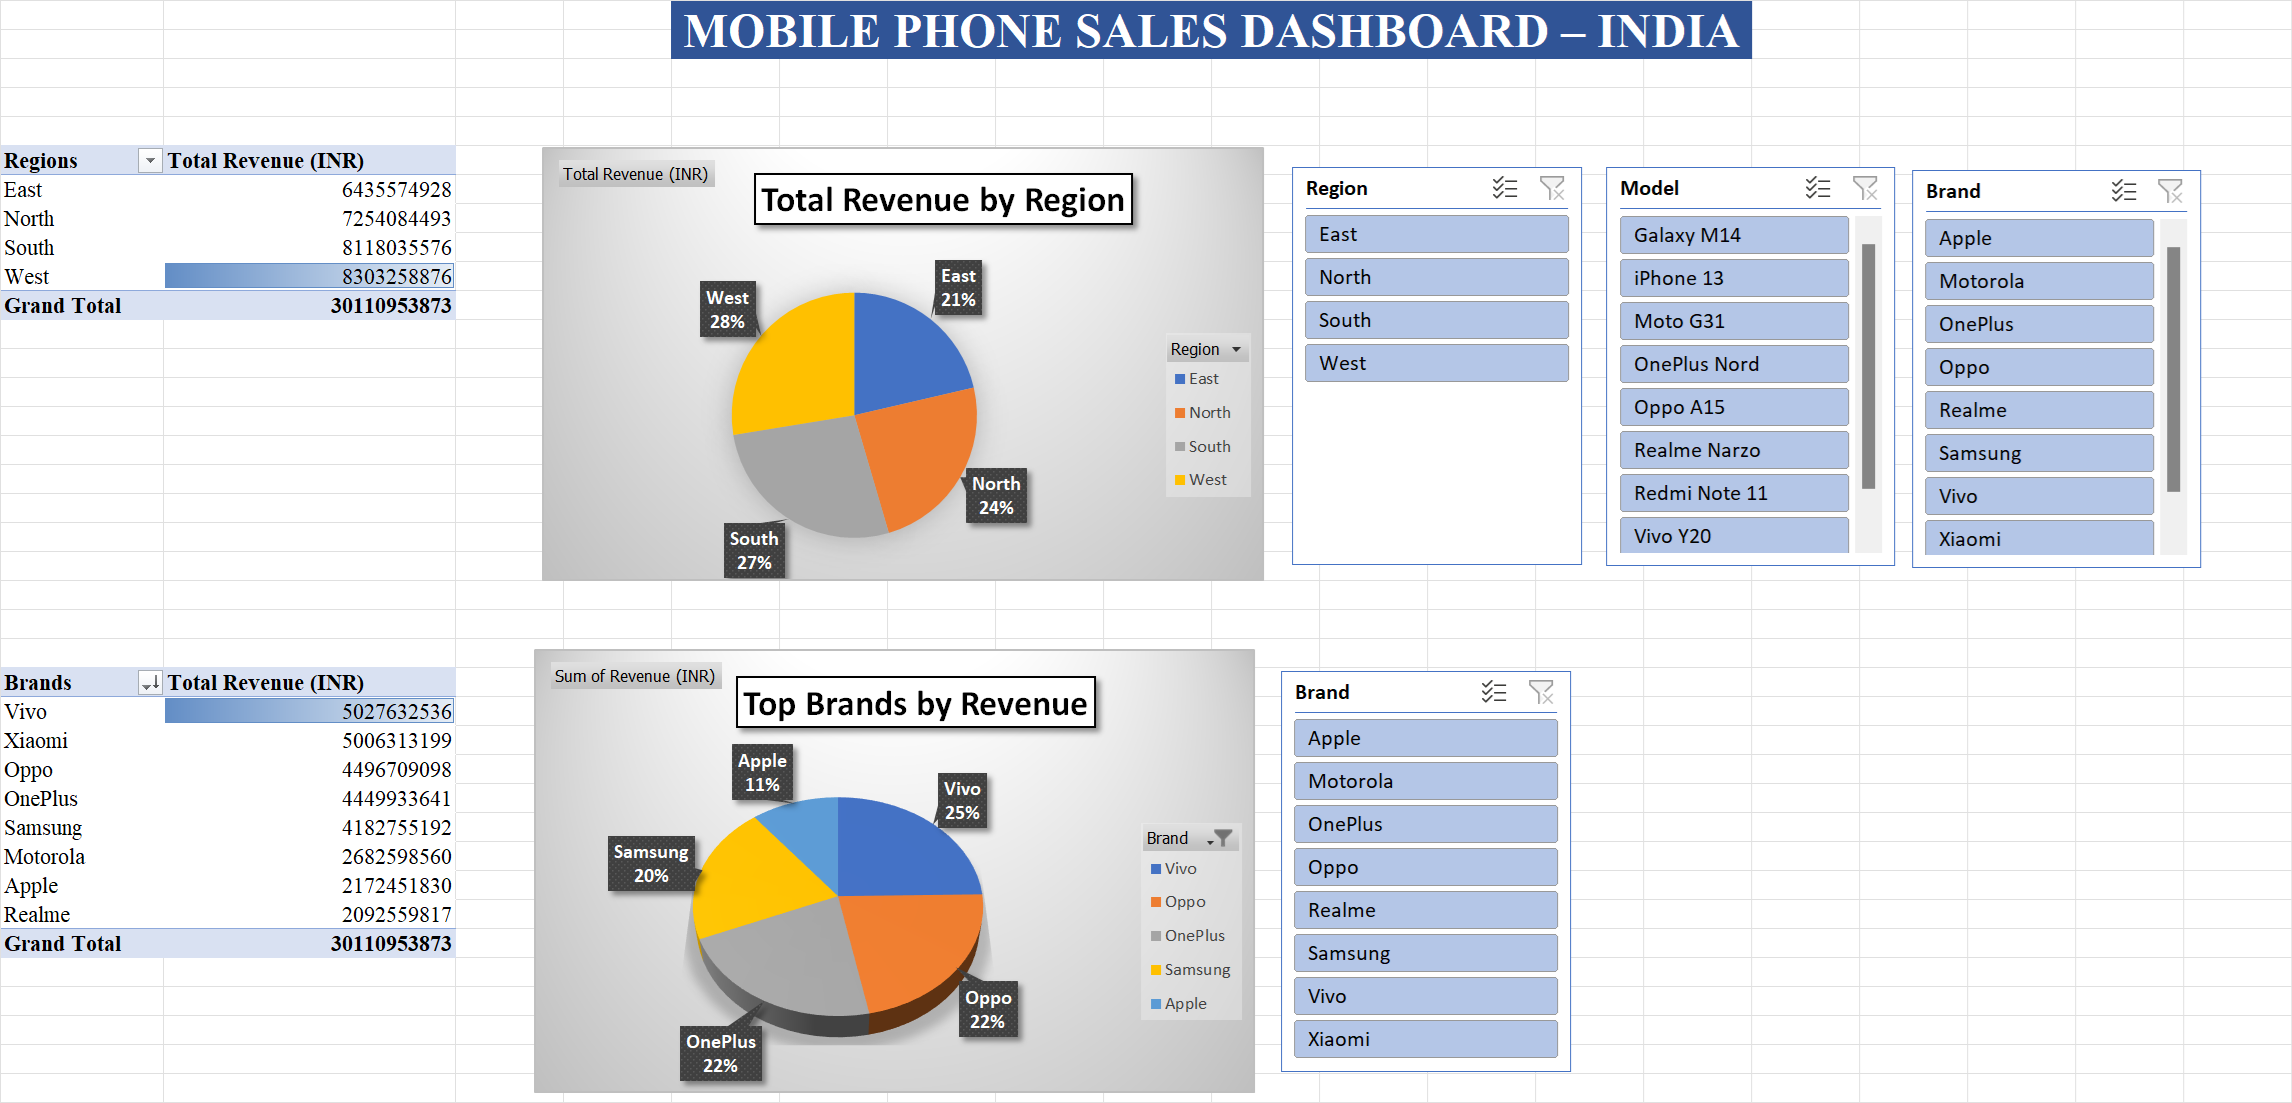 MOBILE PHONE SALES DASHBOARD – INDIA
Regions Total Revenue (INR)
East 6435574928
North 7254084493
South 8118035576
West 8303258876
Grand Total 30110953873
Total Revenue (INR)
Total Revenue by Region
East
21%
West
28%
North
24%
South
27%
Region
East
North
South
West
Region
East
North
South
West
Model
Galaxy M14
iPhone 13
Moto G31
OnePlus Nord
Oppo A15
Realme Narzo
Redmi Note 11
Vivo Y20
Brand
Apple
Motorola
OnePlus
Oppo
Realme
Samsung
Vivo
Xiaomi
Brands Total Revenue (INR)
Vivo 5027632536
Xiaomi 5006313199
Oppo 4496709098
OnePlus 4449933641
Samsung 4182755192
Motorola 2682598560
Apple 2172451830
Realme 2092559817
Grand Total 30110953873
Sum of Revenue (INR)
Top Brands by Revenue
Apple
11%
Vivo
25%
Samsung
20%
Oppo
22%
OnePlus
22%
Brand
Vivo
Oppo
OnePlus
Samsung
Apple
Brand
Apple
Motorola
OnePlus
Oppo
Realme
Samsung
Vivo
Xiaomi